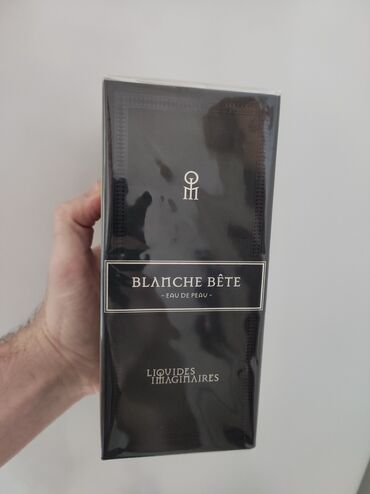 BLANCHE BÊTE
- EAU DE PEAU -
LIQUIDES
IMAGINAIRES